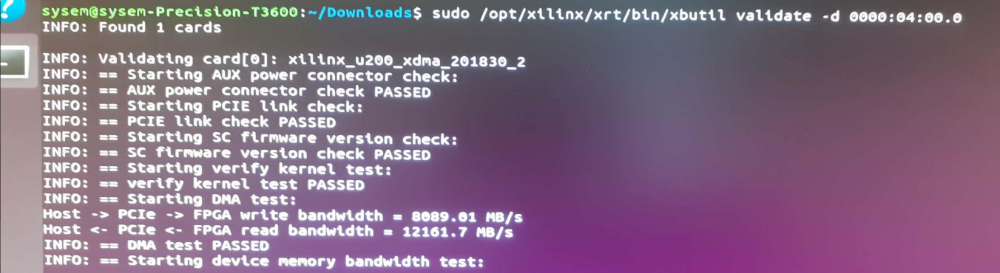 ?
sysem@sysem-Precision-T3600:~/Downloads$ sudo /opt/xilinx/xrt/bin/xbutil validate -d 0000:04:00.0
INFO: Found 1 cards

INFO: Validating card[0]: xilinx_u200_xdma_201830_2
INFO: == Starting AUX power connector check:
INFO: == AUX power connector check PASSED
INFO: == Starting PCIE link check:
INFO: == PCIE link check PASSED
INFO: == Starting SC firmware version check:
INFO: == SC firmware version check PASSED
INFO: == Starting verify kernel test:
INFO: == verify kernel test PASSED
INFO: == Starting DMA test:
Host -> PCIe -> FPGA write bandwidth = 8089.01 MB/s
Host <- PCIe <- FPGA read bandwidth = 12161.7 MB/s
INFO: == DMA test PASSED
INFO: == Starting device memory bandwidth test: